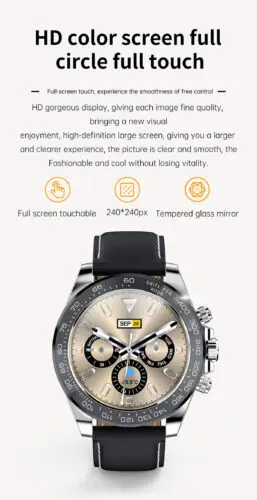 HD color screen full
circle full touch
Full-screen touch, experience the smoothness of free control
HD gorgeous display, giving each image fine quality,
bringing a new visual
enjoyment, high-definition large screen, giving you a larger
and clearer experience, the picture is clear and smooth, the
Fashionable and cool without losing vitality.
Full screen touchable
240*240px
Tempered glass mirror
SEP 28